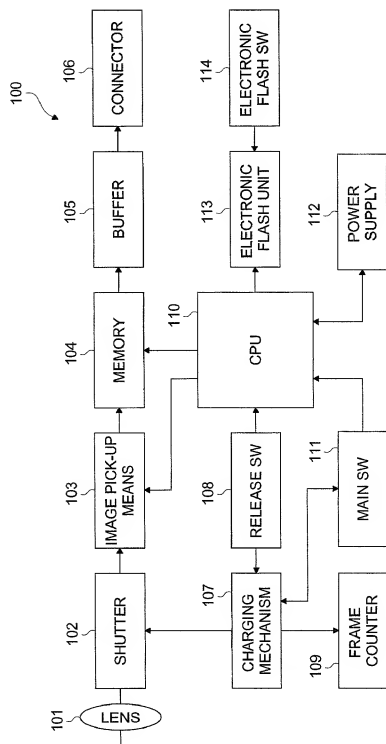 100
101
LENS
102
SHUTTER
103
IMAGE PICK-UP
MEANS
104
MEMORY
105
BUFFER
106
CONNECTOR
107
CHARGING
MECHANISM
108
RELEASE SW
110
CPU
113
ELECTRONIC
FLASH UNIT
114
ELECTRONIC
FLASH SW
109
FRAME
COUNTER
111
MAIN SW
112
POWER
SUPPLY